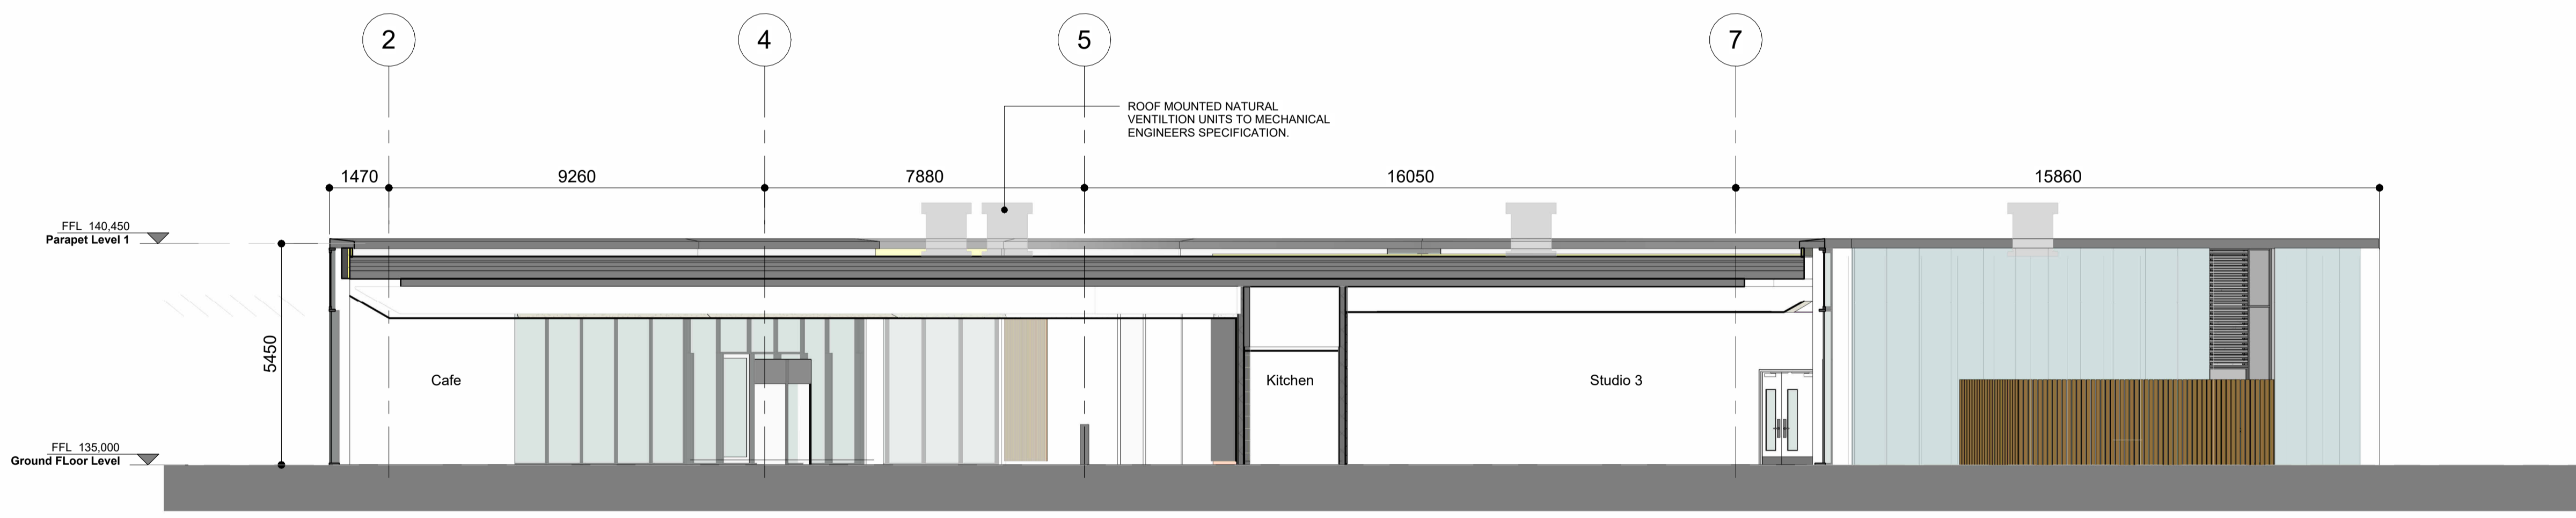 2
4
5
7
ROOF MOUNTED NATURAL
VENTILTION UNITS TO MECHANICAL
ENGINEERS SPECIFICATION.
1470
9260
7880
16050
15860
FFL 140,450
Parapet Level 1
5450
Cafe
Kitchen
Studio 3
FFL 135,000
Ground FLoor Level